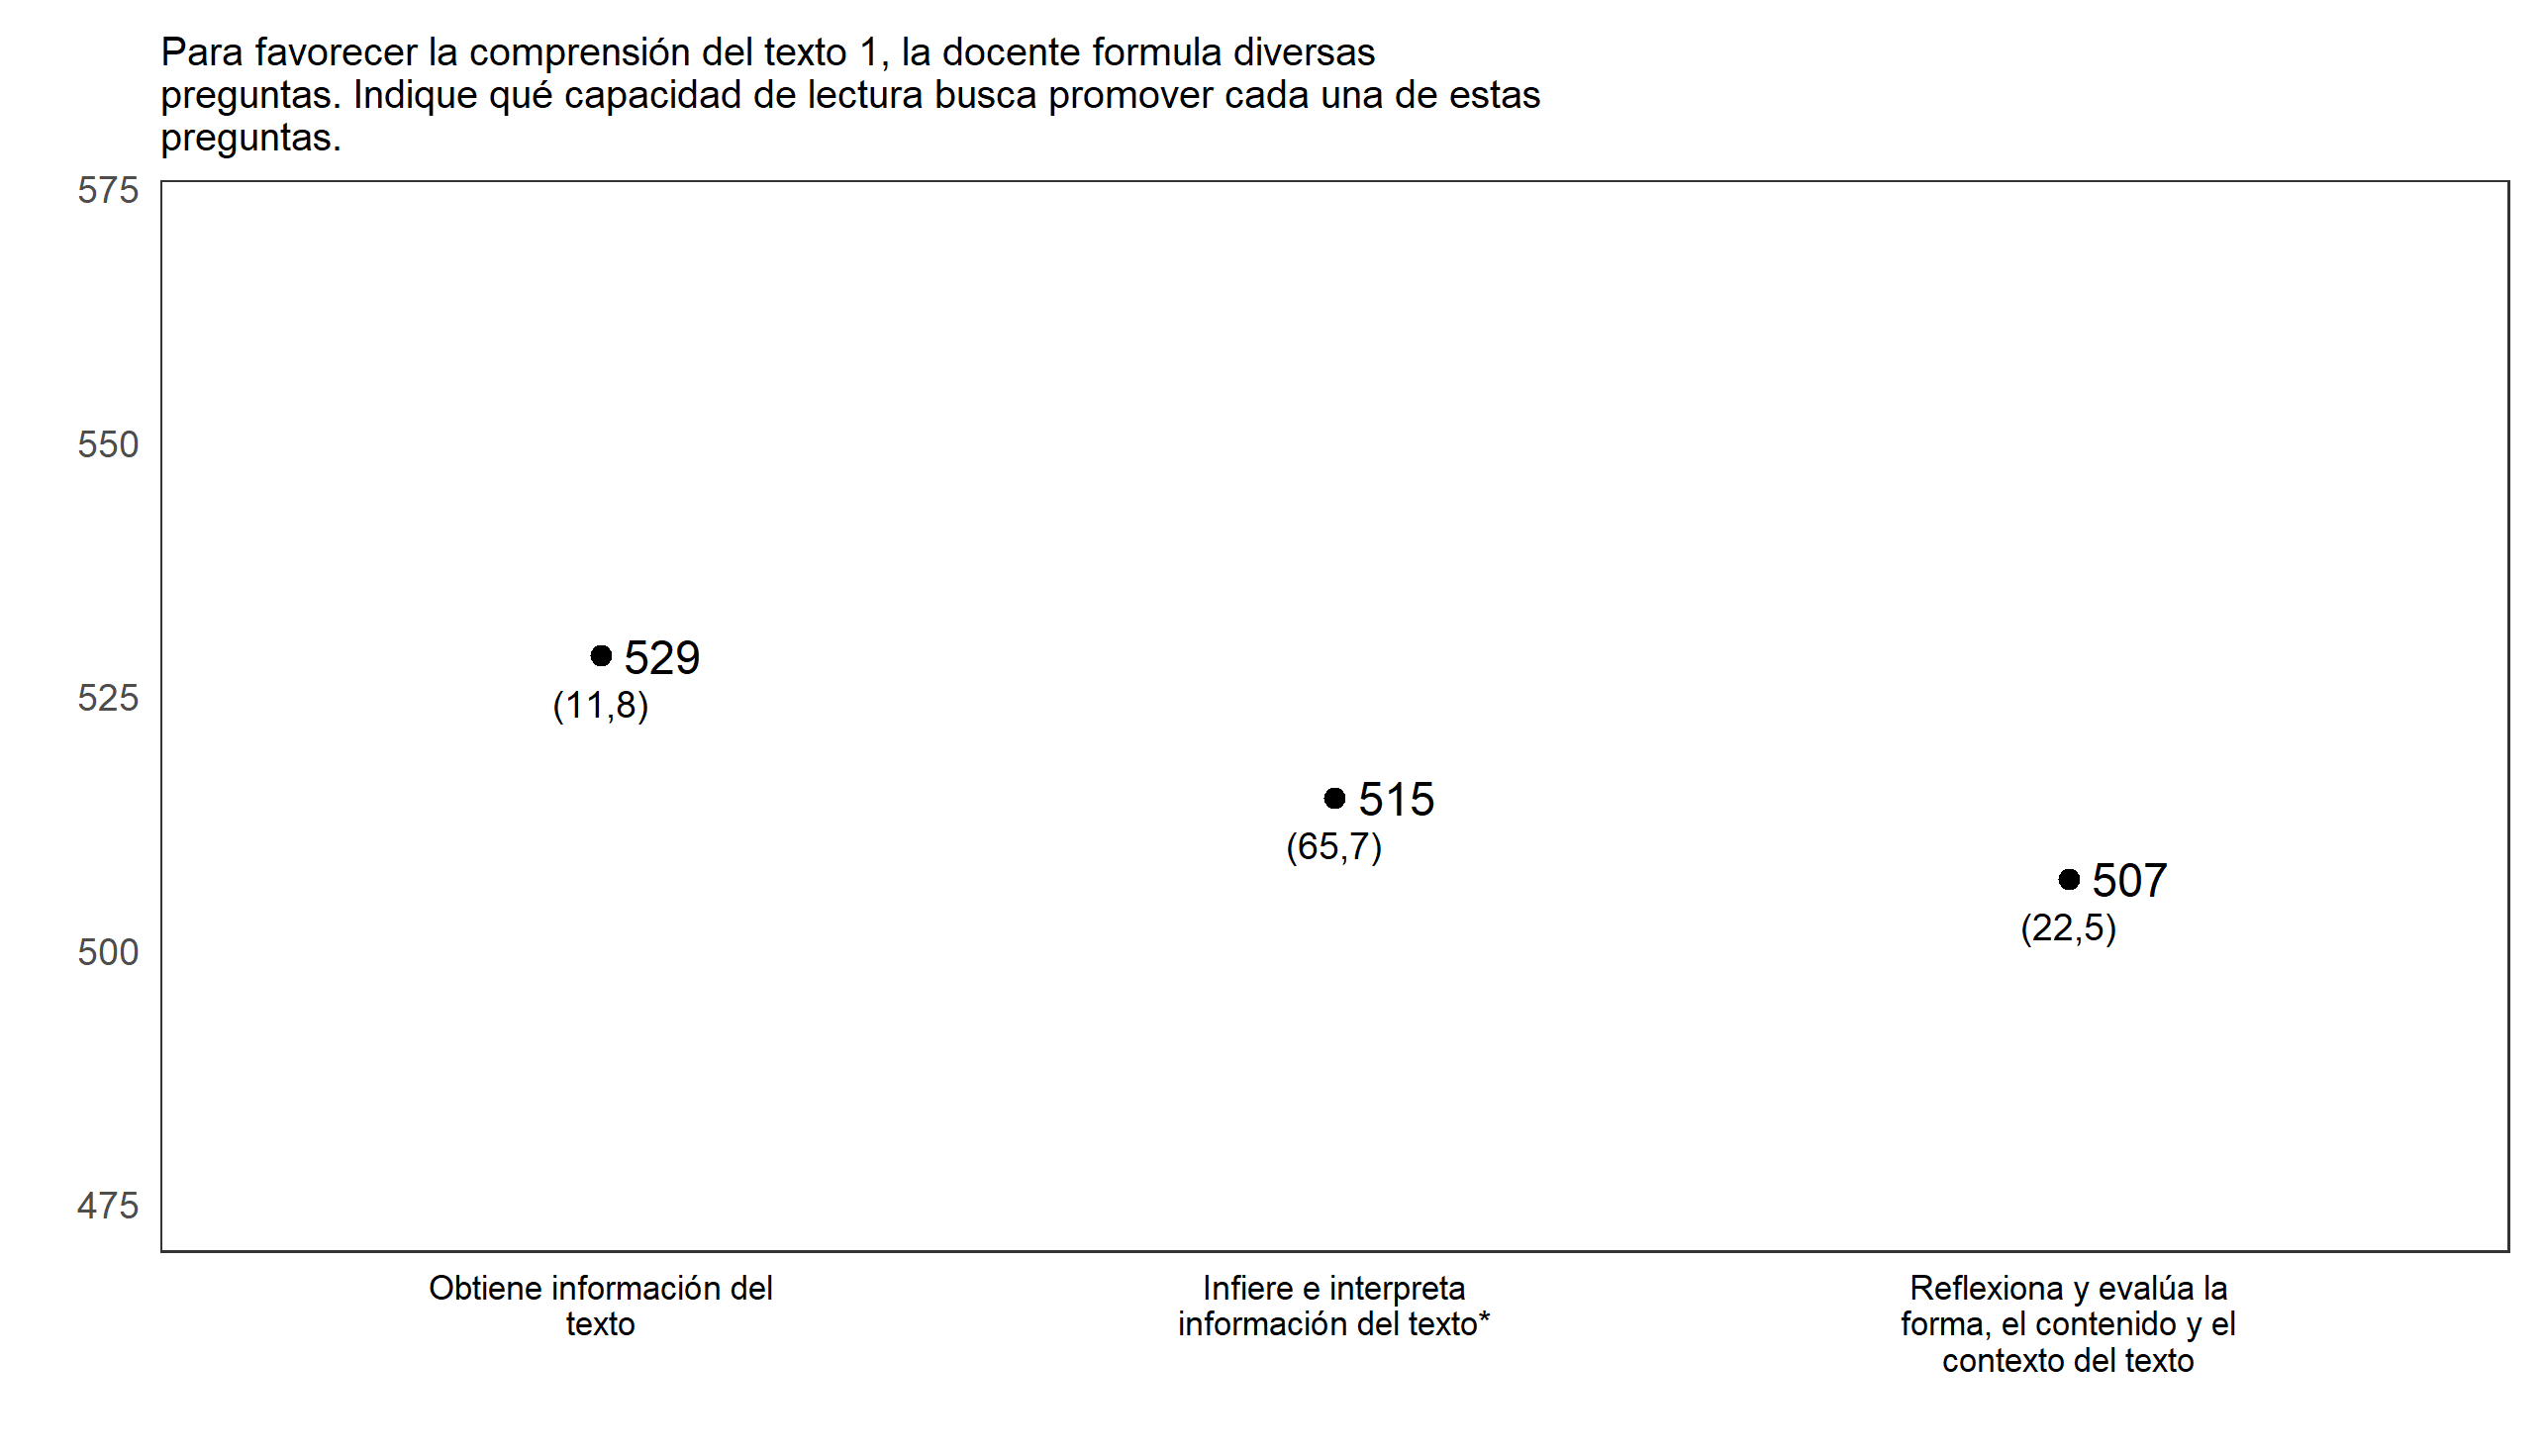 Para favorecer la comprensión del texto 1, la docente formula diversas
preguntas. Indique qué capacidad de lectura busca promover cada una de estas
preguntas.
575
550
525
500
475
529
(11,8)
515
(65,7)
507
(22,5)
Obtiene información del
texto
Infiere e interpreta
información del texto*
Reflexiona y evalúa la
forma, el contenido y el
contexto del texto